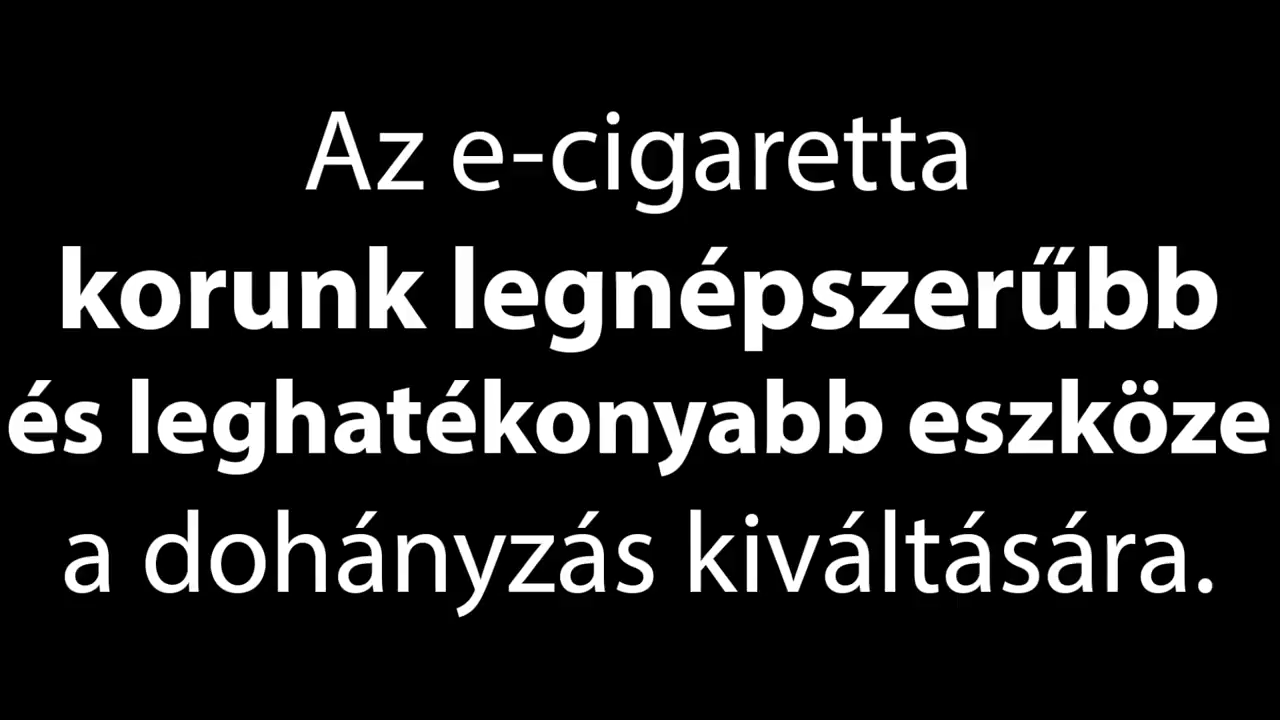 Az e-cigaretta
korunk legnépszerűbb
és leghatékonyabb eszköze
a dohányzás kiváltására.